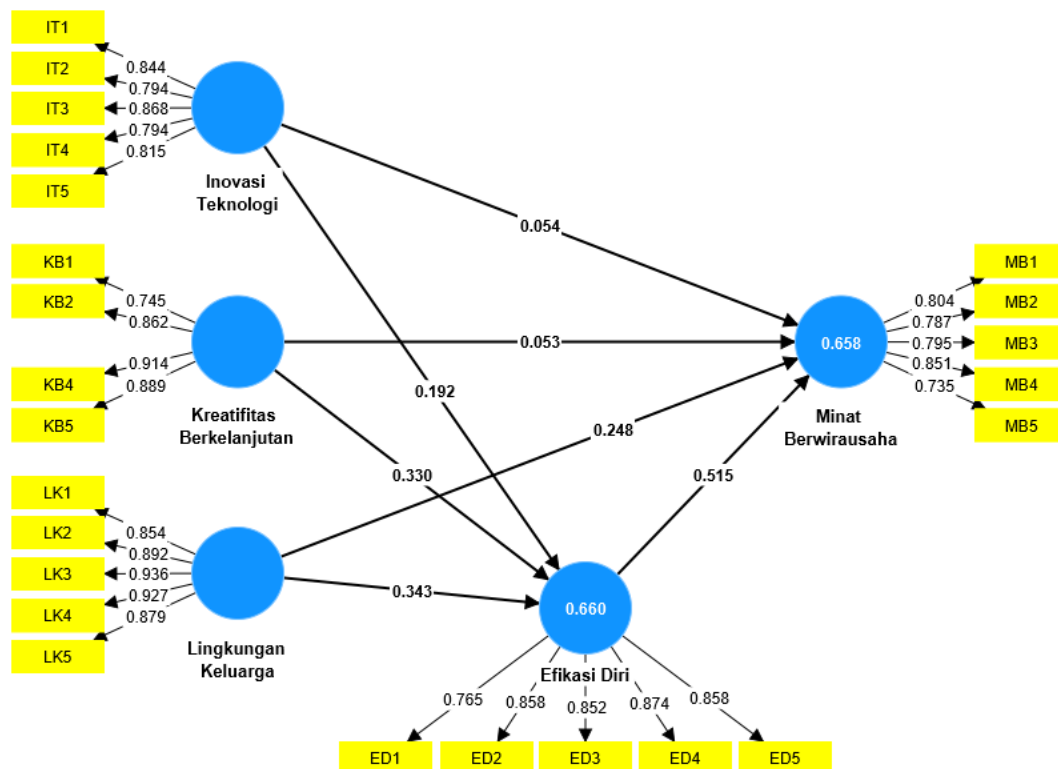 IT1
IT2
IT3
IT4
IT5
0.844
0.794
0.868
0.794
0.815
Inovasi
Teknologi
KB1
KB2
KB4
KB5
0.745
0.862
0.914
0.889
Kreatifitas
Berkelanjutan
LK1
LK2
LK3
LK4
LK5
0.854
0.892
0.936
0.927
0.879
Lingkungan
Keluarga
0.054
0.053
0.192
0.248
0.330
0.515
0.343
0.658
Minat
Berwirausaha
0.804
0.787
0.795
0.851
0.735
MB1
MB2
MB3
MB4
MB5
0.660
Efikasi Diri
0.765
0.858
0.852
0.874
0.858
ED1
ED2
ED3
ED4
ED5